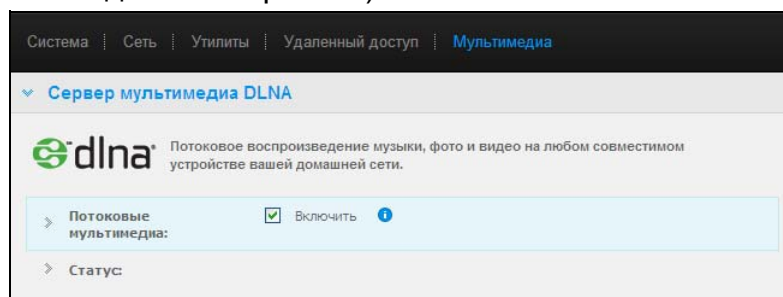 Система | Сеть | Утилиты | Удаленный доступ | Мультимедиа
Сервер мультимедиа DLNA
dlna
Потоковое воспроизведение музыки, фото и видео на любом совместимом
устройстве вашей домашней сети.
Потоковые
мультимедиа:
Включить
Статус: